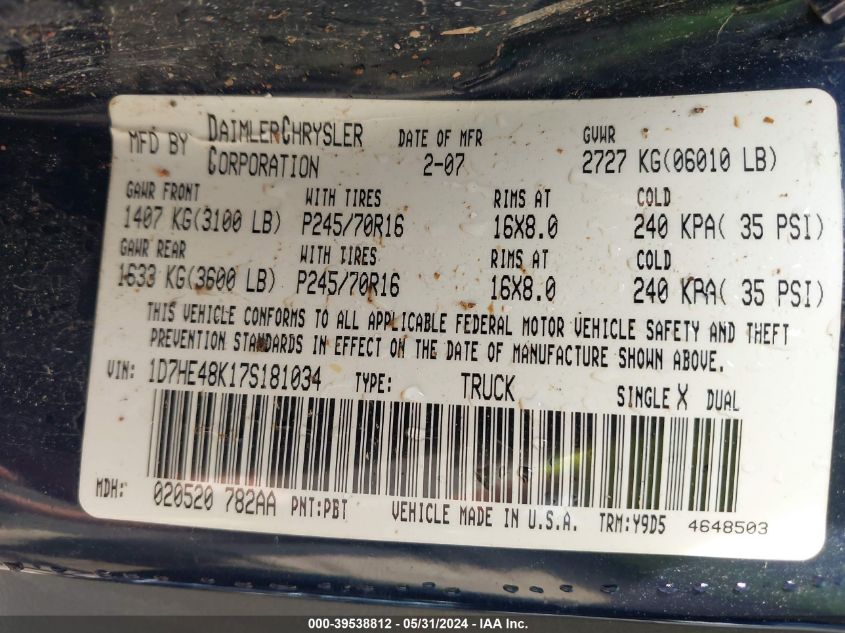 MFD BY DAIMLERCHRYSLER CORPORATION DATE OF MFR 2-07 GVWR 2727 KG(06010 LB)
GAWR FRONT WITH TIRES RIMS AT COLD
1407 KG(3100 LB) P245/70R16 16X8.0 240 KPA( 35 PSI)
GAWR REAR WITH TIRES RIMS AT COLD
1633 KG(3600 LB) P245/70R16 16X8.0 240 KPA( 35 PSI)
THIS VEHICLE CONFORMS TO ALL APPLICABLE FEDERAL MOTOR VEHICLE SAFETY AND THEFT
PREVENTION STANDARDS IN EFFECT ON THE DATE OF MANUFACTURE SHOWN ABOVE.
VIN: 1D7HE48K17S181034 TYPE: TRUCK SINGLE X DUAL
MDH: 020520 782AA PNT:PBT VEHICLE MADE IN U.S.A. TRM:Y9D5 4648503
000-39538812 - 05/31/2024 - IAAI.com